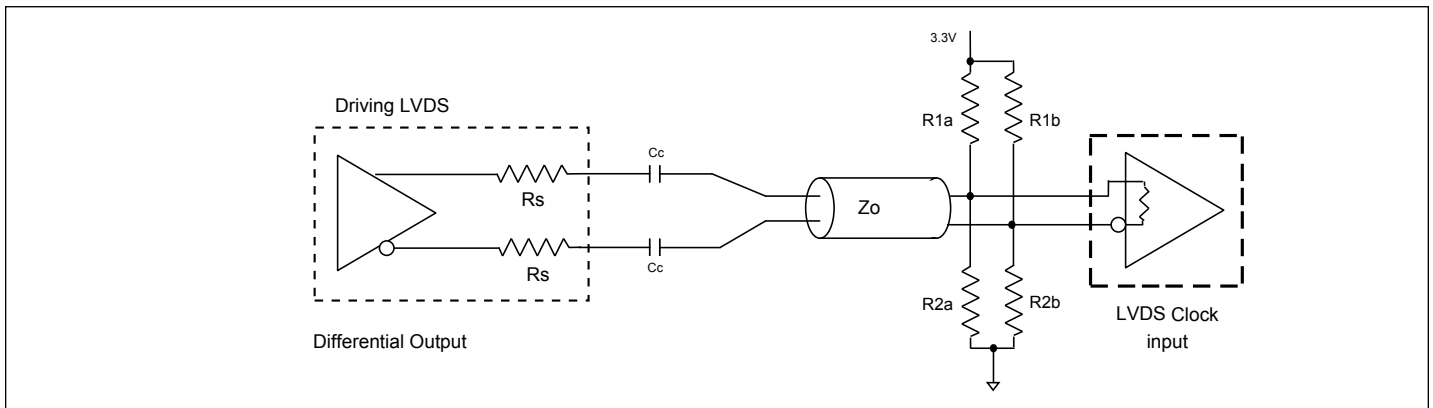 3.3V
Driving LVDS
R1a
R1b
Cc
Rs
Zo
Rs
Cc
R2a
R2b
LVDS Clock
input
Differential Output